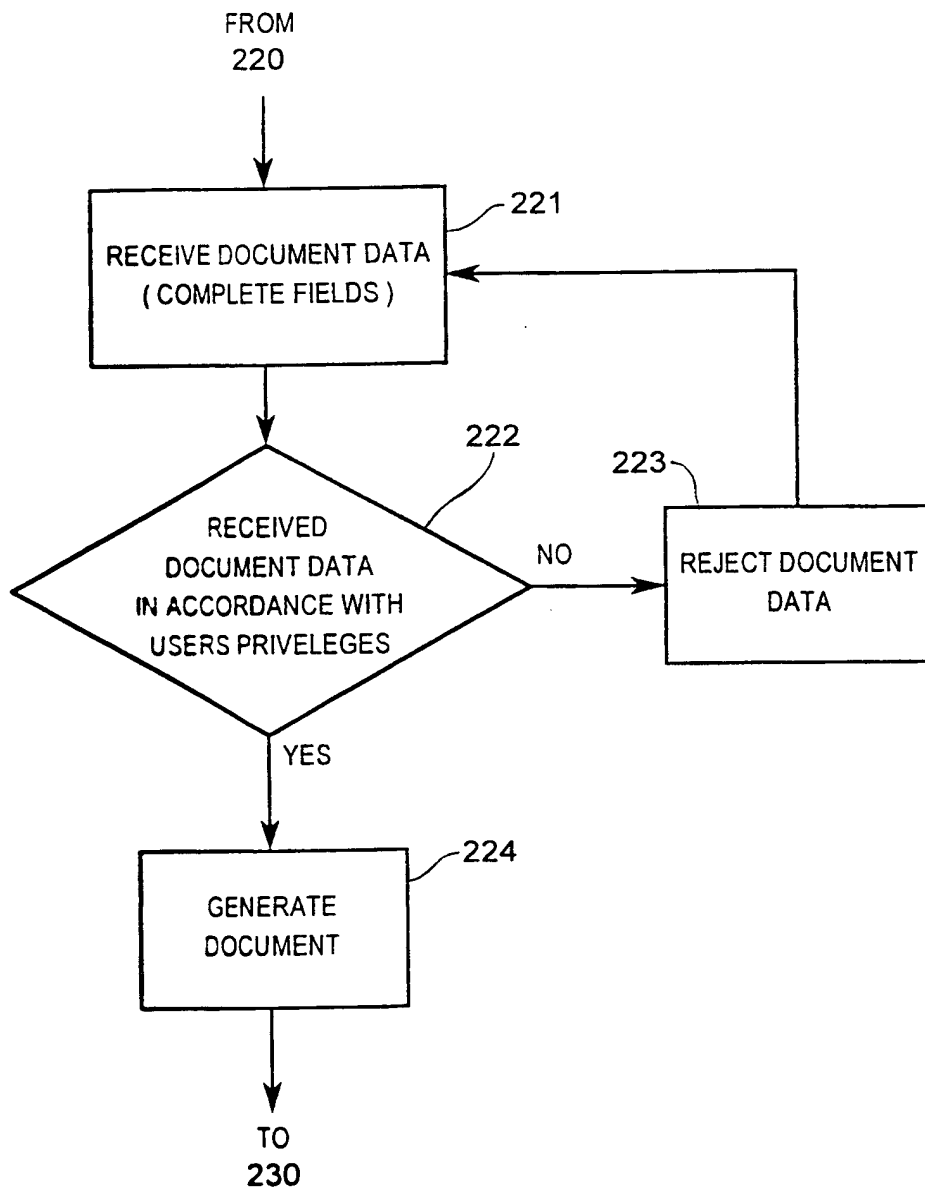 FROM
220
221
RECEIVE DOCUMENT DATA
( COMPLETE FIELDS )
222
223
RECEIVED
DOCUMENT DATA
IN ACCORDANCE WITH
USERS PRIVELEGES
NO
REJECT DOCUMENT
DATA
YES
224
GENERATE
DOCUMENT
TO
230